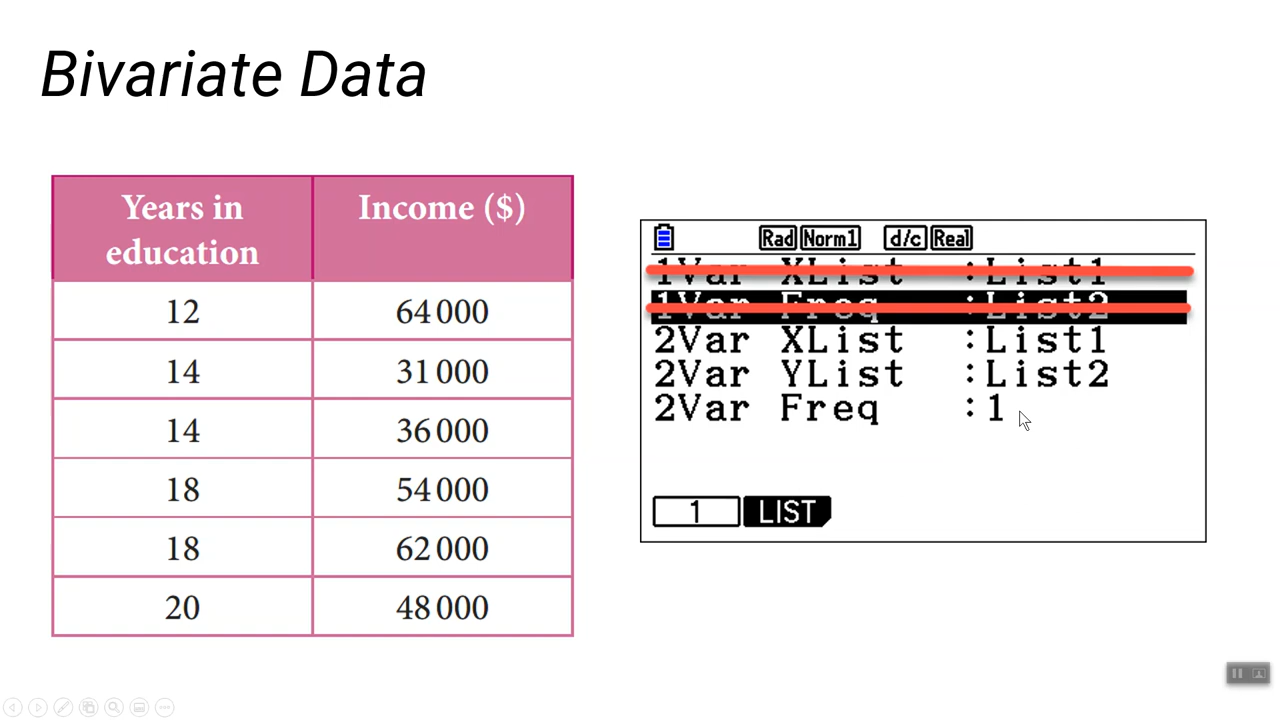 Bivariate Data
Years in education Income ($)
12 64 000
14 31 000
14 36 000
18 54 000
18 62 000
20 48 000
Rad Norm1 d/c Real
1Var XList :List1
1Var Freq :List2
2Var XList :List1
2Var YList :List2
2Var Freq :1
1 LIST